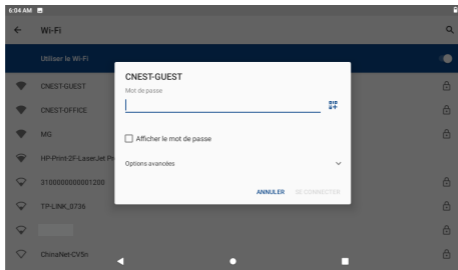 6:04 AM
Wi-Fi
Utiliser le Wi-Fi
CNEST-GUEST
CNEST-OFFICE
MG
HP-Print-2F-LaserJet Pr
3100000000001200
TP-LINK_0736
ChinaNet-CVSn
CNEST-GUEST
Mot de passe
Afficher le mot de passe
Options avancées
ANNULER SE CONNECTER